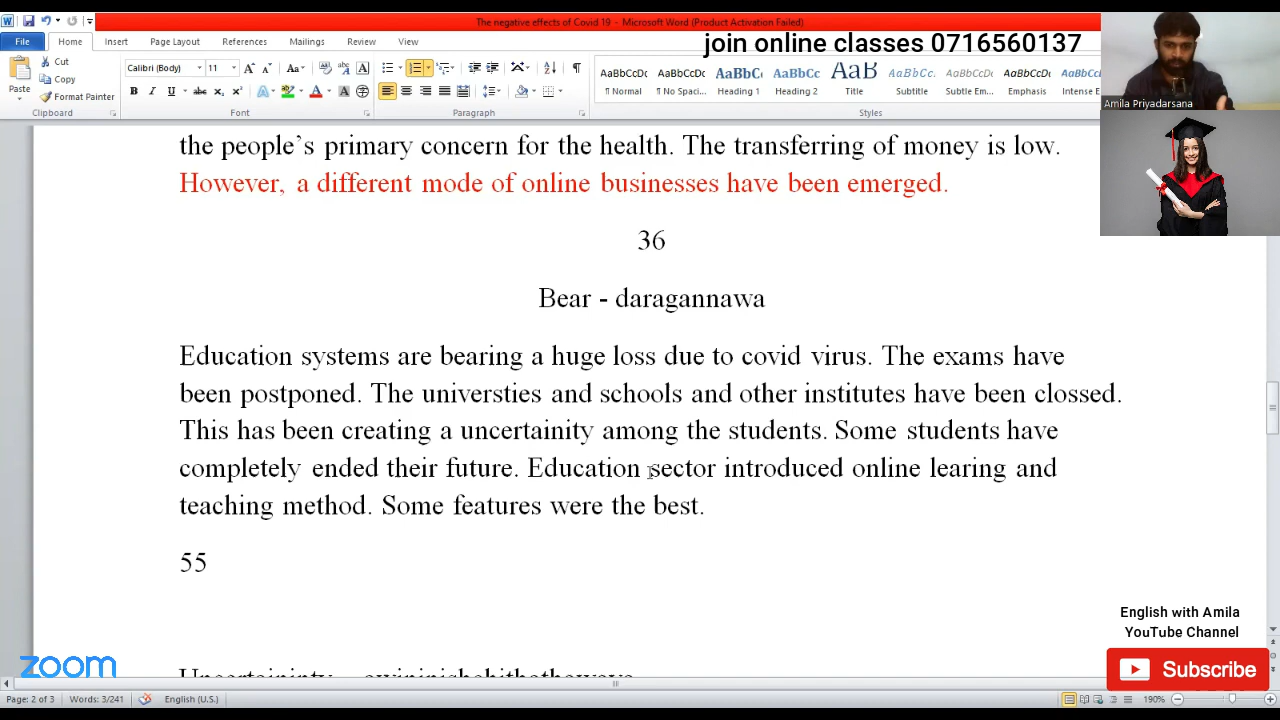 The negative effects of Covid 19 - Microsoft Word (Product Activation Failed)
File Home Insert Page Layout References Mailings Review View
join online classes 0716560137
Cut
Copy
Format Painter
Paste
Calibri (Body) 11
AaBbCcDc AaBbCcDc AaBbC AaBbCc AaB AaBbCc. AaBbCcDc AaBbCcDc AaBbCcDc
¶ Normal ¶ No Spaci... Heading 1 Heading 2 Title Subtitle Subtle Em... Emphasis Intense E
Clipboard Font Paragraph Styles
Amila Priyadarsana
the people's primary concern for the health. The transferring of money is low.
However, a different mode of online businesses have been emerged.
36
Bear - daragannawa
Education systems are bearing a huge loss due to covid virus. The exams have
been postponed. The universties and schools and other institutes have been clossed.
This has been creating a uncertainity among the students. Some students have
completely ended their future. Education sector introduced online learing and
teaching method. Some features were the best.
55
English with Amila
YouTube Channel
Subscribe
zoom
Page: 2 of 3 Words: 3/241 English (U.S.) 190%